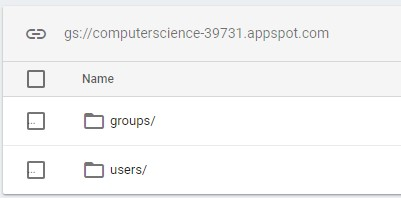 gs://computerscience-39731.appspot.com
Name
... groups/
... users/